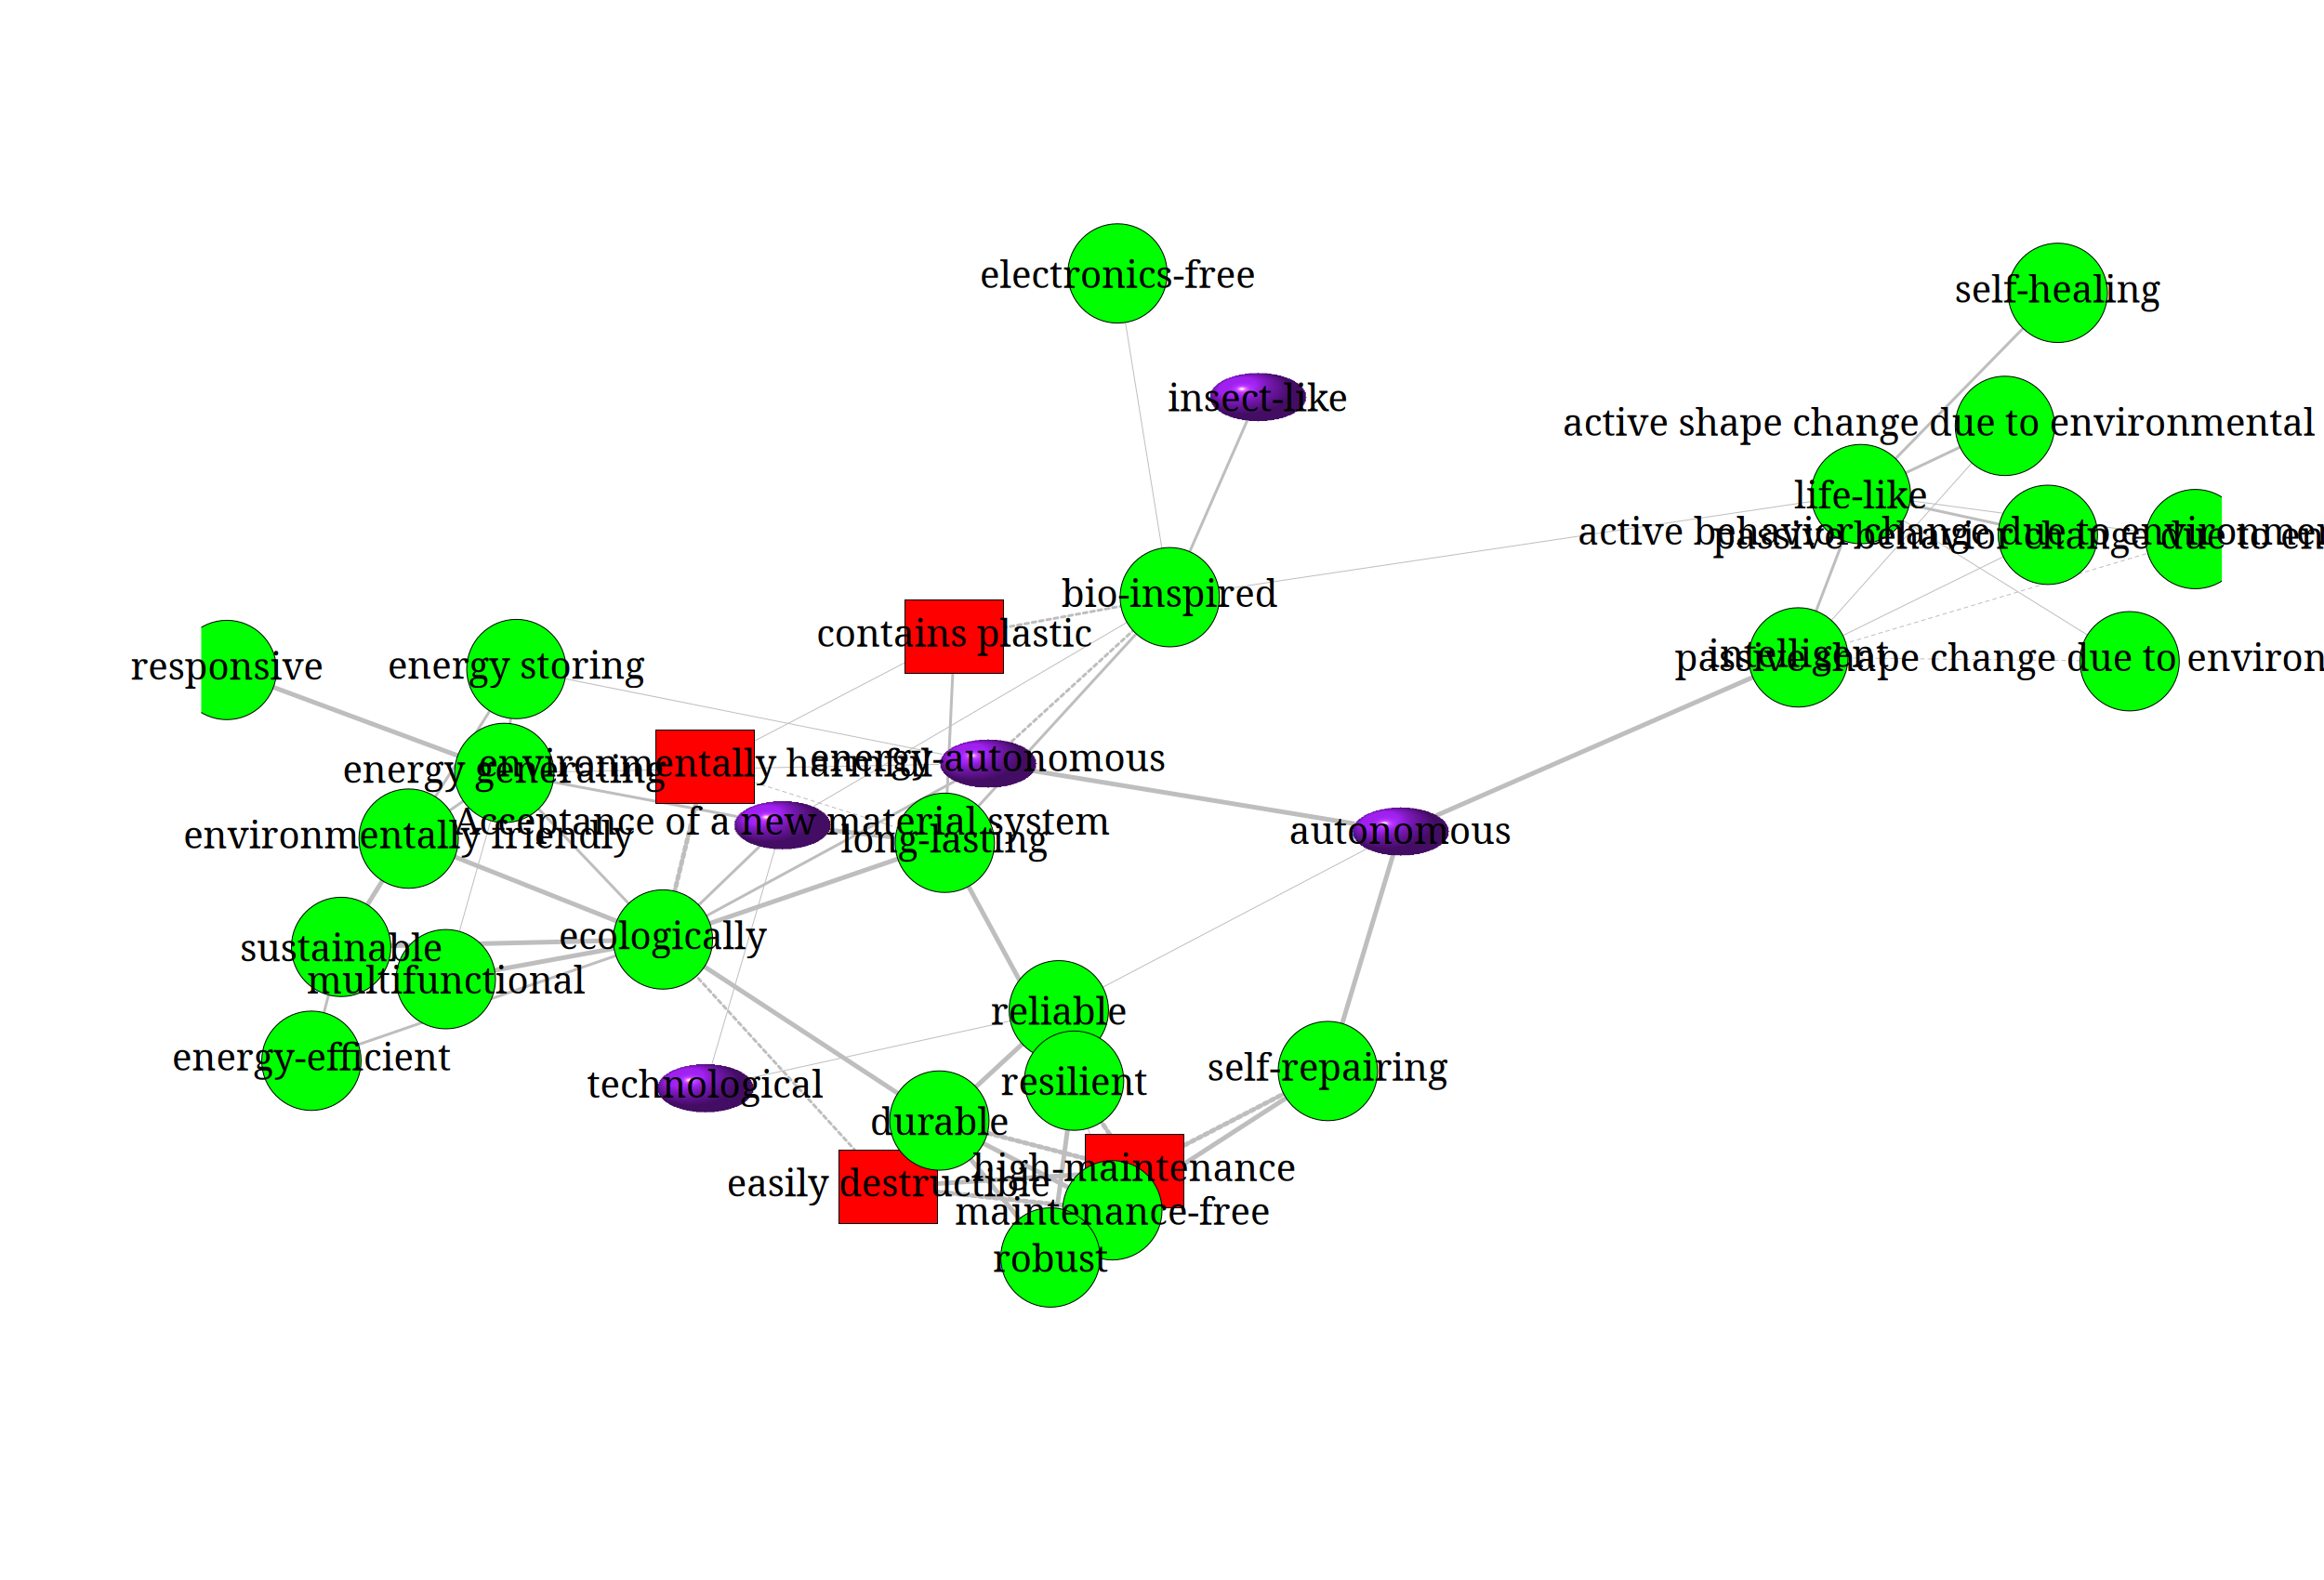 electronics-free
self-healing
insect-like
active shape change due to environmental
life-like
active behavior change due to environmen
passive behavior change due to en
bio-inspired
contains plastic
responsive
energy storing
intelligent
passive shape change due to environ
energy-autonomous
environmentally harmful
energy generating
Acceptance of a new material system
environmentally friendly
long-lasting
autonomous
ecologically
sustainable
multifunctional
reliable
energy-efficient
self-repairing
resilient
technological
durable
high-maintenance
easily destructible
maintenance-free
robust